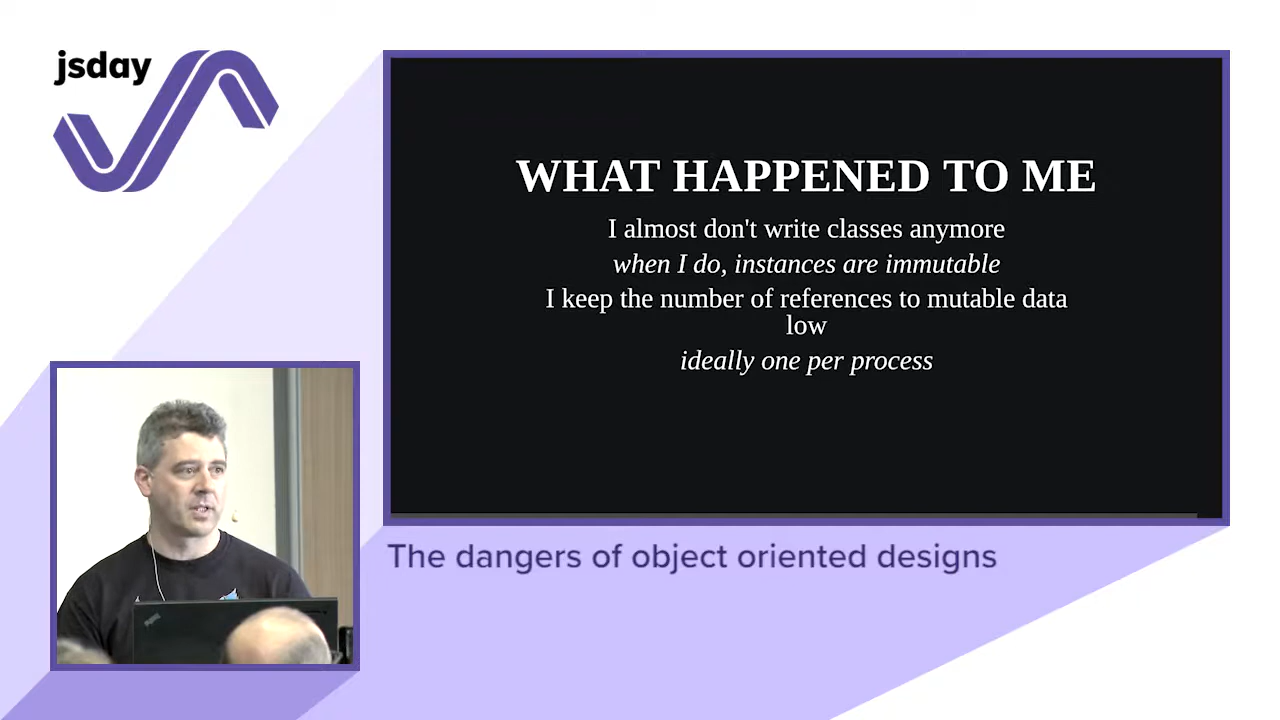 jsday
WHAT HAPPENED TO ME
I almost don't write classes anymore
when I do, instances are immutable
I keep the number of references to mutable data
low
ideally one per process
The dangers of object oriented designs